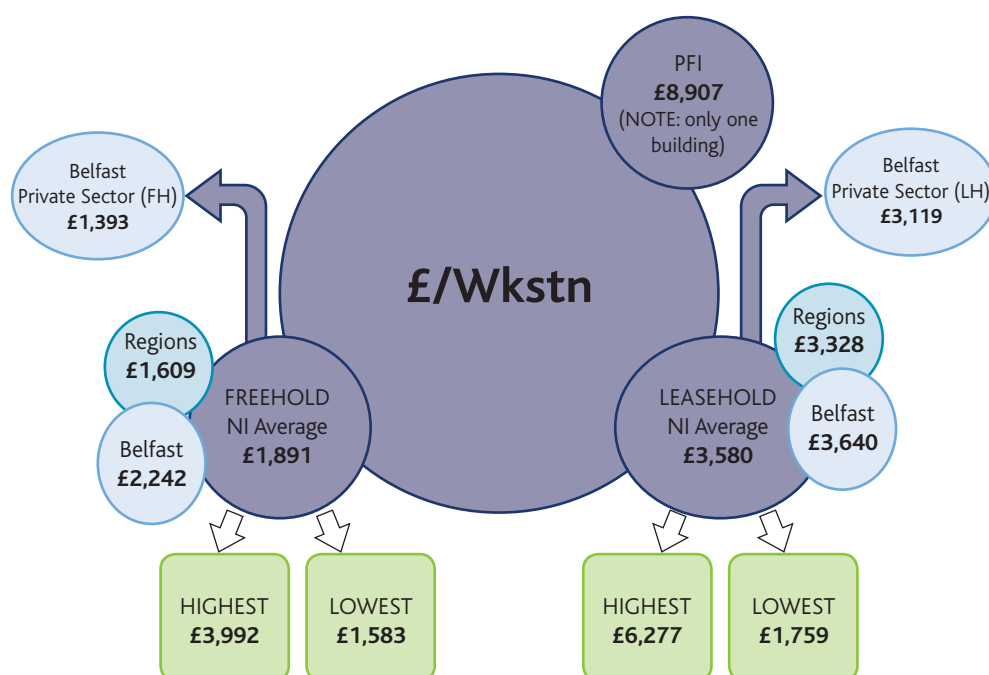 PFI
£8,907
(NOTE: only one
building)
Belfast
Private Sector (FH)
£1,393
Belfast
Private Sector (LH)
£3,119
£/Wkstn
Regions
£1,609
Regions
£3,328
FREEHOLD
NI Average
£1,891
LEASEHOLD
NI Average
£3,580
Belfast
£2,242
Belfast
£3,640
HIGHEST
£3,992
LOWEST
£1,583
HIGHEST
£6,277
LOWEST
£1,759